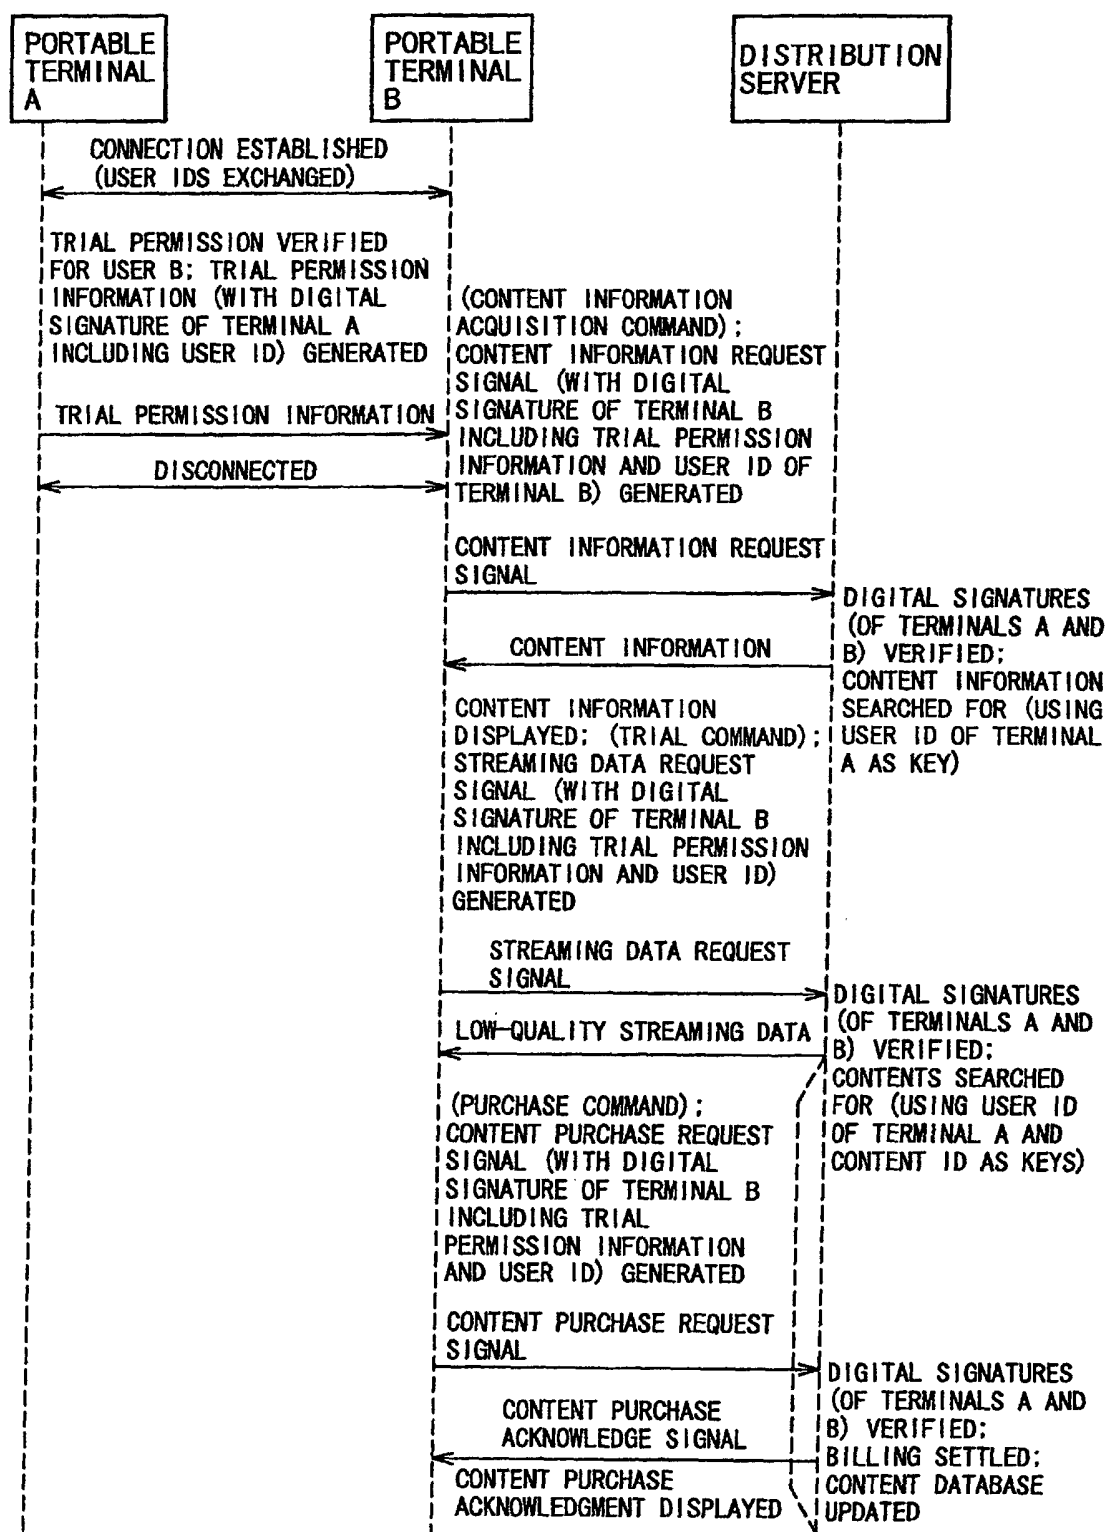 PORTABLE
TERMINAL
A
PORTABLE
TERMINAL
B
DISTRIBUTION
SERVER
CONNECTION ESTABLISHED
(USER IDS EXCHANGED)
TRIAL PERMISSION VERIFIED
FOR USER B; TRIAL PERMISSION
INFORMATION (WITH DIGITAL
SIGNATURE OF TERMINAL A
INCLUDING USER ID) GENERATED
(CONTENT INFORMATION
ACQUISITION COMMAND);
CONTENT INFORMATION REQUEST
SIGNAL (WITH DIGITAL
SIGNATURE OF TERMINAL B
INCLUDING TRIAL PERMISSION
INFORMATION AND USER ID OF
TERMINAL B) GENERATED
TRIAL PERMISSION INFORMATION
DISCONNECTED
CONTENT INFORMATION REQUEST
SIGNAL
DIGITAL SIGNATURES
(OF TERMINALS A AND
B) VERIFIED;
CONTENT INFORMATION
SEARCHED FOR (USING
USER ID OF TERMINAL
A AS KEY)
CONTENT INFORMATION
CONTENT INFORMATION
DISPLAYED; (TRIAL COMMAND);
STREAMING DATA REQUEST
SIGNAL (WITH DIGITAL
SIGNATURE OF TERMINAL B
INCLUDING TRIAL PERMISSION
INFORMATION AND USER ID)
GENERATED
STREAMING DATA REQUEST
SIGNAL
DIGITAL SIGNATURES
(OF TERMINALS A AND
B) VERIFIED;
CONTENTS SEARCHED
FOR (USING USER ID
OF TERMINAL A AND
CONTENT ID AS KEYS)
LOW-QUALITY STREAMING DATA
(PURCHASE COMMAND);
CONTENT PURCHASE REQUEST
SIGNAL (WITH DIGITAL
SIGNATURE OF TERMINAL B
INCLUDING TRIAL
PERMISSION INFORMATION
AND USER ID) GENERATED
CONTENT PURCHASE REQUEST
SIGNAL
DIGITAL SIGNATURES
(OF TERMINALS A AND
B) VERIFIED;
BILLING SETTLED;
CONTENT DATABASE
UPDATED
CONTENT PURCHASE
ACKNOWLEDGE SIGNAL
CONTENT PURCHASE
ACKNOWLEDGMENT DISPLAYED